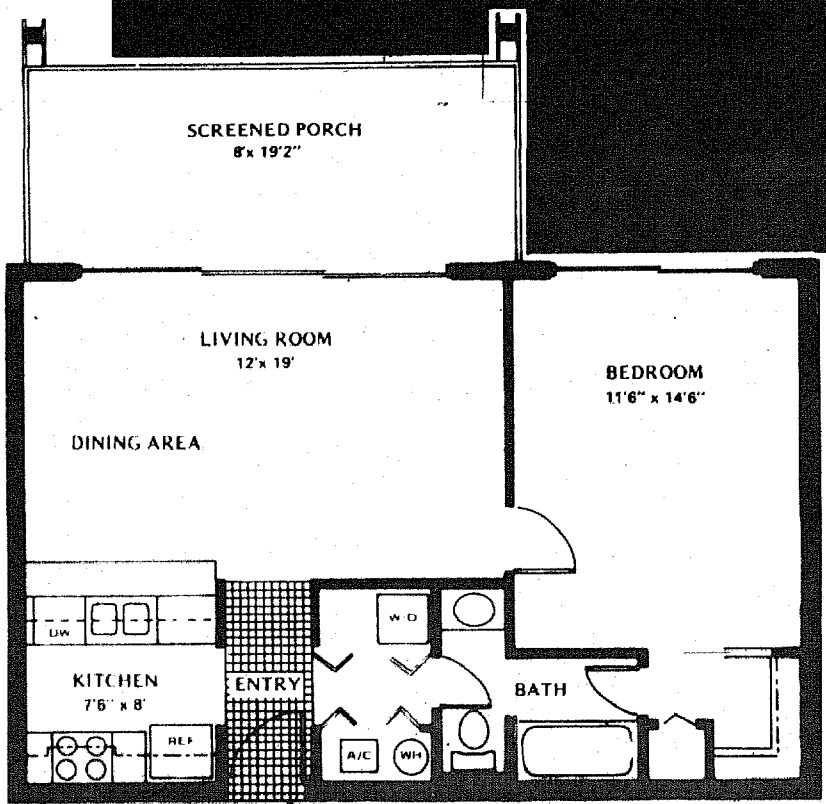 SCREENED PORCH
8'x 19'2"
LIVING ROOM
12'x 19'
BEDROOM
11'6" x 14'6"
DINING AREA
W-D
DW
KITCHEN
7'6" x 8'
ENTRY
BATH
REF
A/C
WH